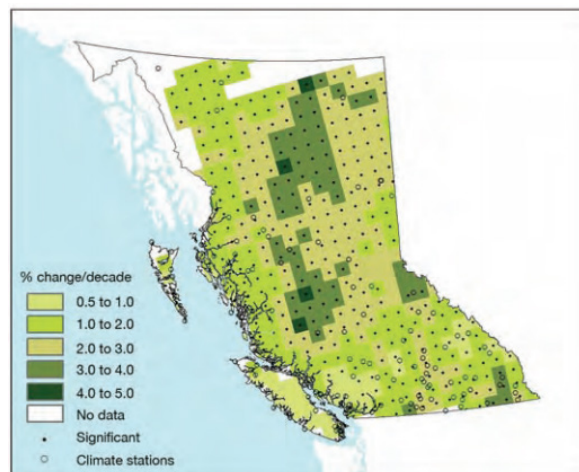 % change/decade
0.5 to 1.0
1.0 to 2.0
2.0 to 3.0
3.0 to 4.0
4.0 to 5.0
No data
Significant
Climate stations